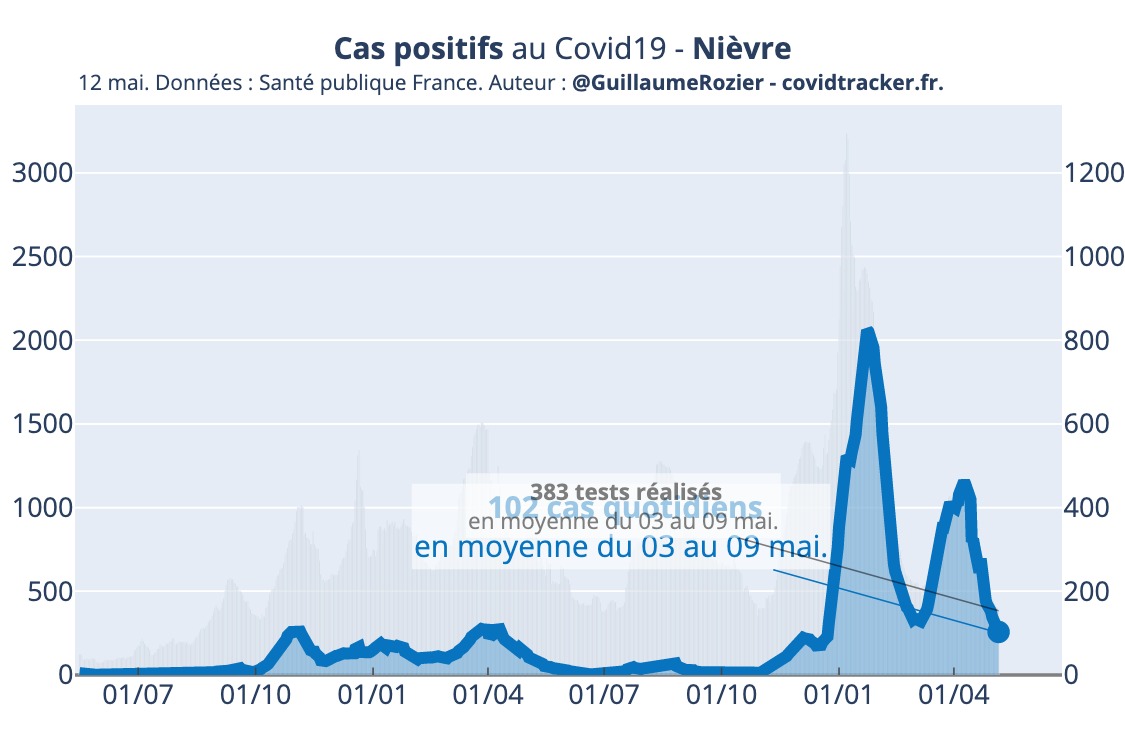 Cas positifs au Covid19 - Nièvre
12 mai. Données : Santé publique France. Auteur : @GuillaumeRozier - covidtracker.fr.
3000
2500
2000
1500
1000
500
0
1200
1000
800
600
400
200
0
383 tests réalisés
en moyenne du 03 au 09 mai.
102 cas quotidiens
en moyenne du 03 au 09 mai.
01/07 01/10 01/01 01/04 01/07 01/10 01/01 01/04